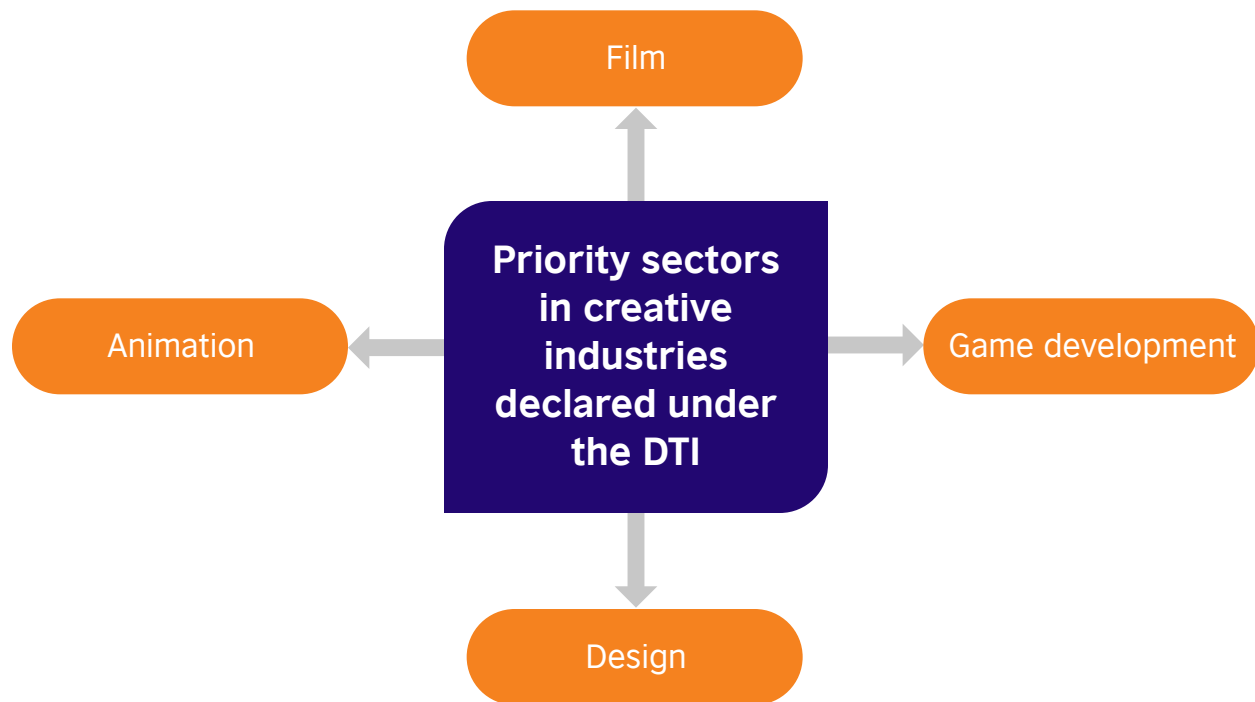 Film
Priority sectors
in creative
industries
declared under
the DTI
Animation
Game development
Design